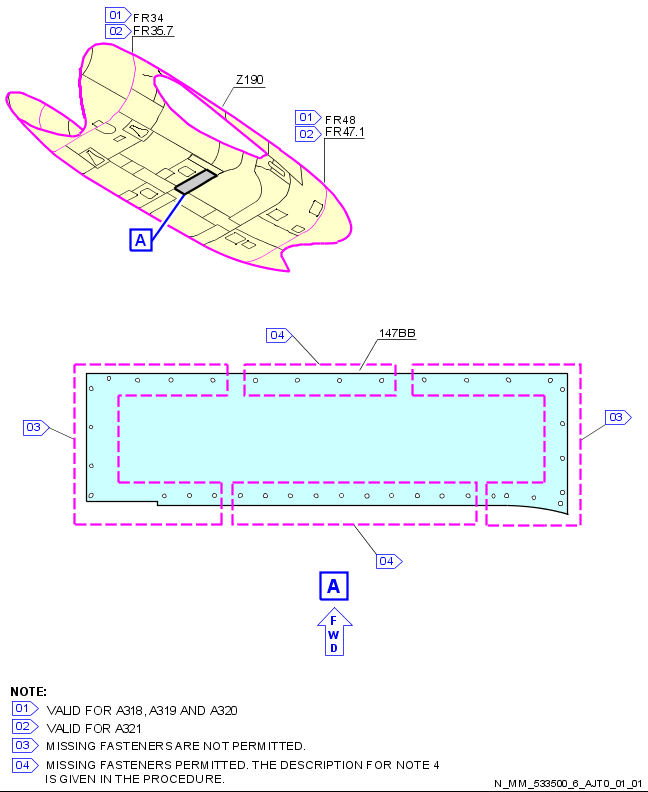 01 FR34
02 FR35.7
Z190
01 FR48
02 FR47.1
A
04
147BB
03
03
04
A
F
W
D
NOTE:
01 VALID FOR A318, A319 AND A320
02 VALID FOR A321
03 MISSING FASTENERS ARE NOT PERMITTED.
04 MISSING FASTENERS PERMITTED. THE DESCRIPTION FOR NOTE 4
IS GIVEN IN THE PROCEDURE.
N_MM_533500_6_AJT0_01_01